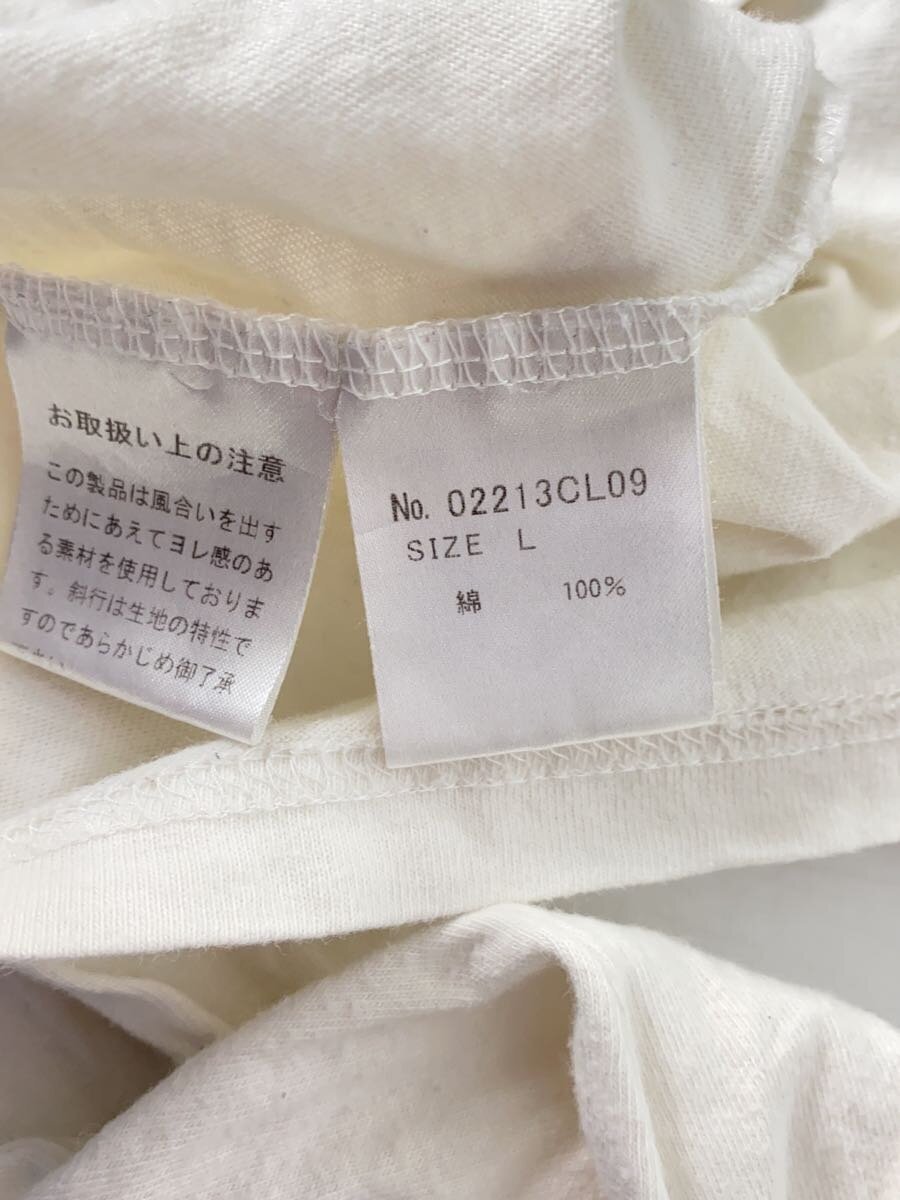 お取扱い上の注意
この製品は風合いを出す
ためにあえてヨレ感のあ
る素材を使用しておりま
す。斜行は生地の特性で
すのであらかじめ御了承
No. 02213CL09
SIZE L
綿 100%